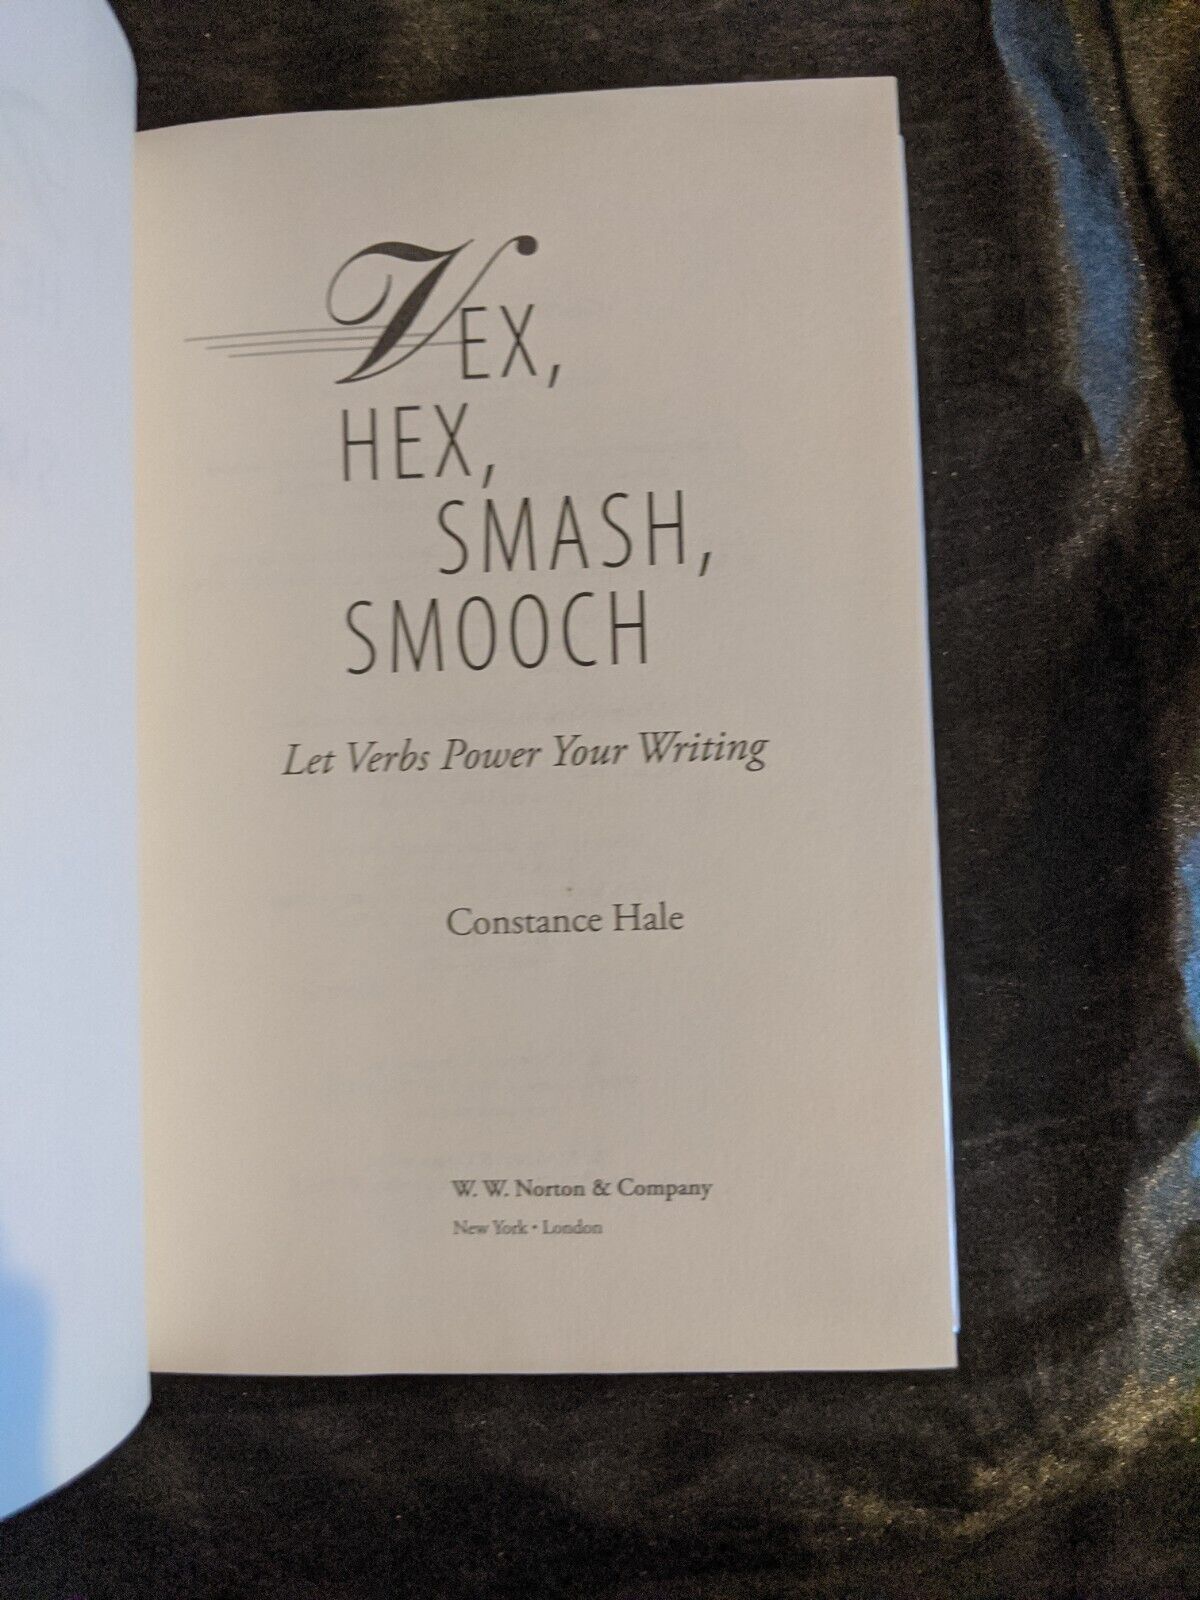 VEX,
HEX,
SMASH,
SMOOCH
Let Verbs Power Your Writing
Constance Hale
W. W. Norton & Company
New York • London